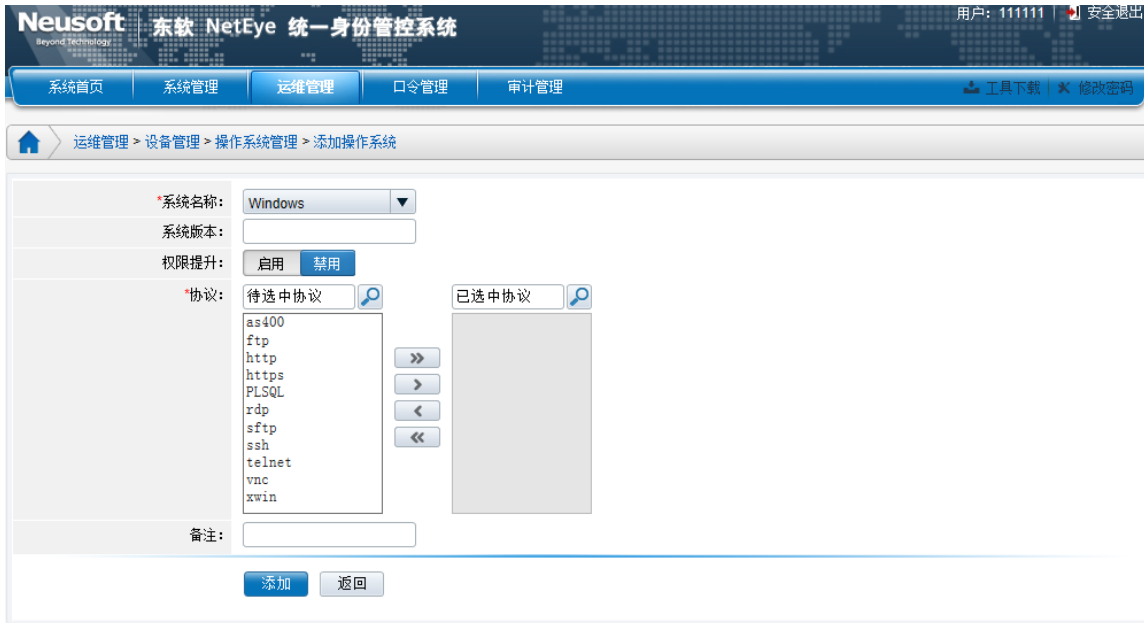 Neusoft 东软 NetEye 统一身份管控系统
Beyond Technology
用户: 111111 安全退出
系统首页 系统管理 运维管理 口令管理 审计管理 工具下载 修改密码
运维管理 > 设备管理 > 操作系统管理 > 添加操作系统
*系统名称: Windows
系统版本:
权限提升: 启用 禁用
*协议: 待选中协议 已选中协议
as400
ftp
http
https
PLSQL
rdp
sftp
ssh
telnet
vnc
xwin
备注:
添加 返回